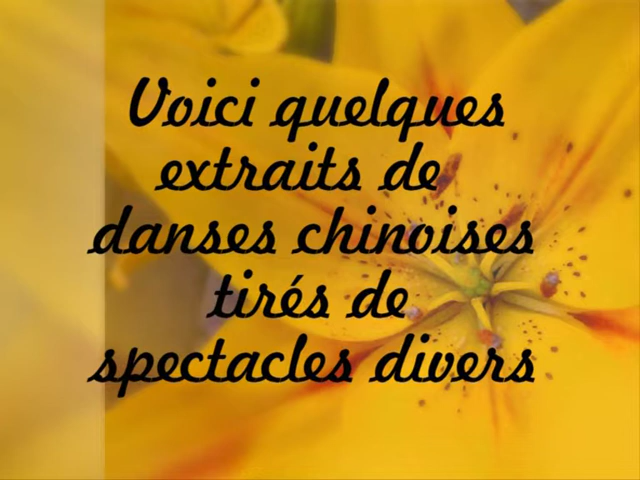 Voici quelques
extraits de
danses chinoises
tirés de
spectacles divers